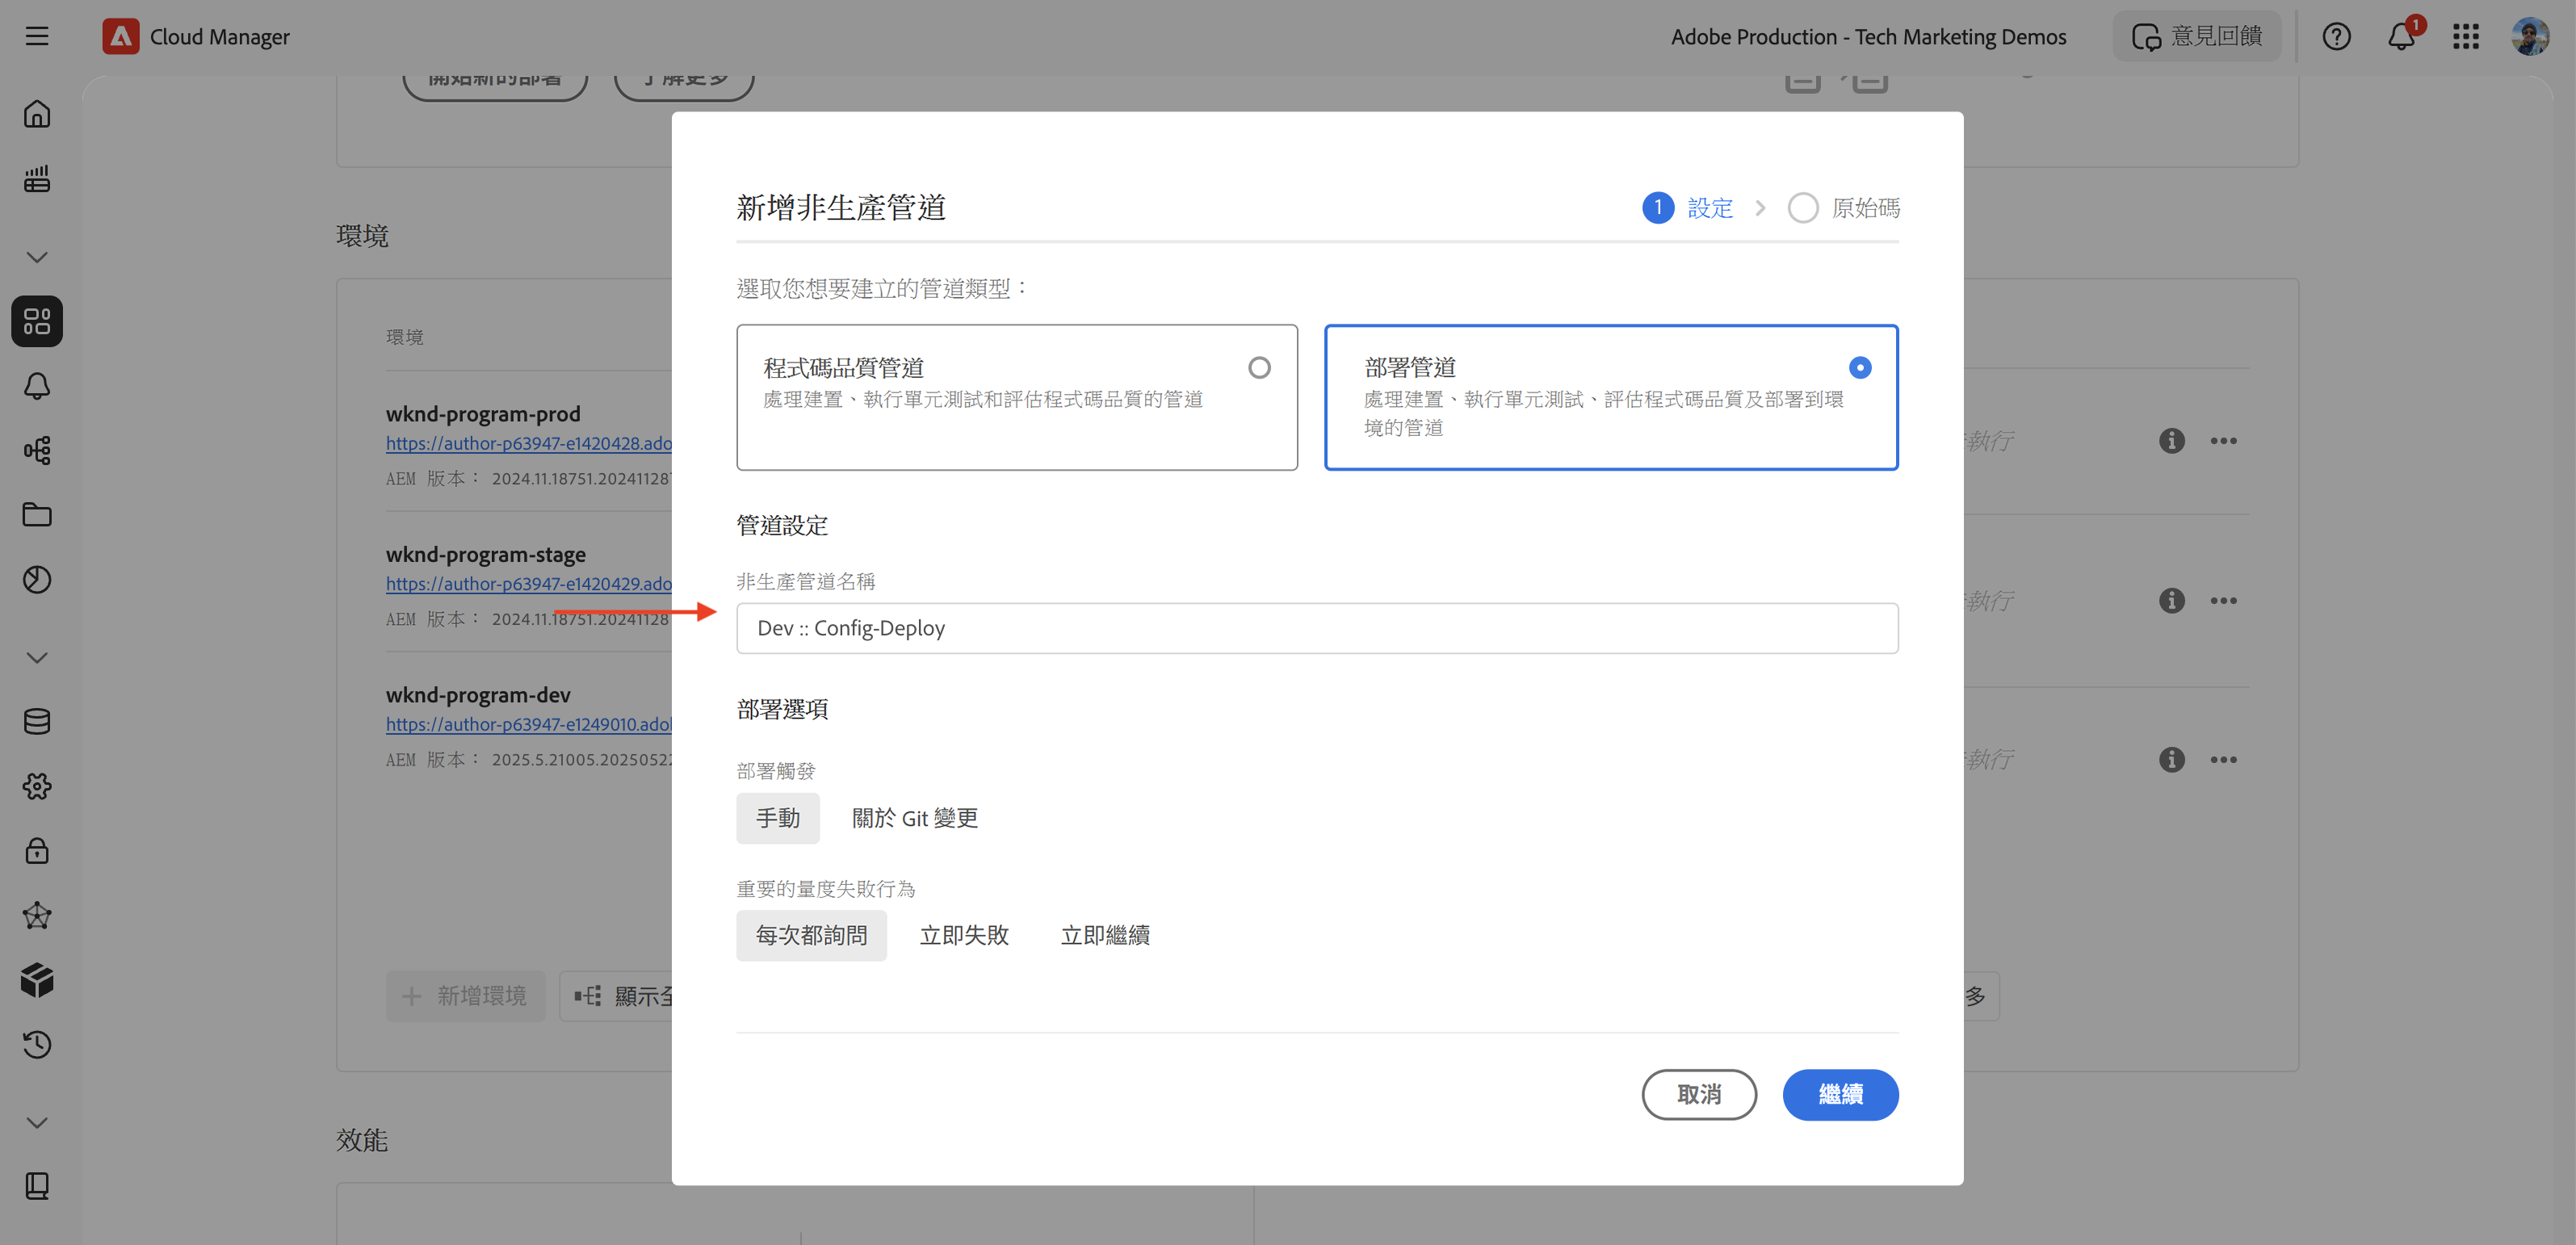 Cloud Manager
Adobe Production - Tech Marketing Demos
意見回饋
1
開始新的部署
了解更多
環境
環境
wknd-program-prod
https://author-p63947-e1420428.ado
AEM 版本： 2024.11.18751.20241128
wknd-program-stage
https://author-p63947-e1420429.ado
AEM 版本： 2024.11.18751.20241128
wknd-program-dev
https://author-p63947-e1249010.ado
AEM 版本： 2025.5.21005.2025052
新增環境
顯示全
效能
新增非生產管道
1 設定
原始碼
選取您想要建立的管道類型：
程式碼品質管道
處理建置、執行單元測試和評估程式碼品質的管道
部署管道
處理建置、執行單元測試、評估程式碼品質及部署到環
境的管道
管道設定
非生產管道名稱
Dev :: Config-Deploy
部署選項
部署觸發
手動
關於 Git 變更
重要的量度失敗行為
每次都詢問
立即失敗
立即繼續
取消
繼續
執行
執行
執行
多